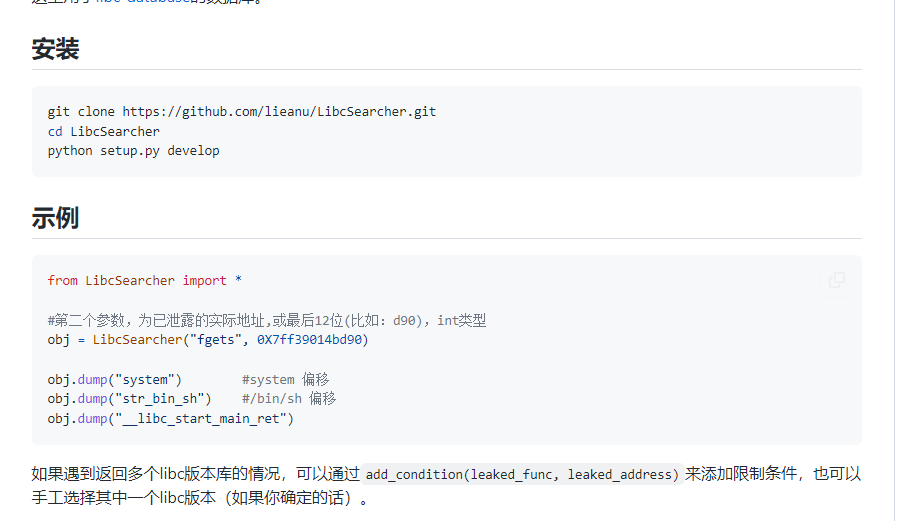 安装
git clone https://github.com/lieanu/LibcSearcher.git
cd LibcSearcher
python setup.py develop
示例
from LibcSearcher import *
#第二个参数，为已泄露的实际地址,或最后12位(比如：d90)，int类型
obj = LibcSearcher("fgets", 0X7ff39014bd90)
obj.dump("system")        #system 偏移
obj.dump("str_bin_sh")    #/bin/sh 偏移
obj.dump("__libc_start_main_ret")
如果遇到返回多个libc版本库的情况，可以通过 add_condition(leaked_func, leaked_address) 来添加限制条件，也可以
手工选择其中一个libc版本（如果你确定的话）。